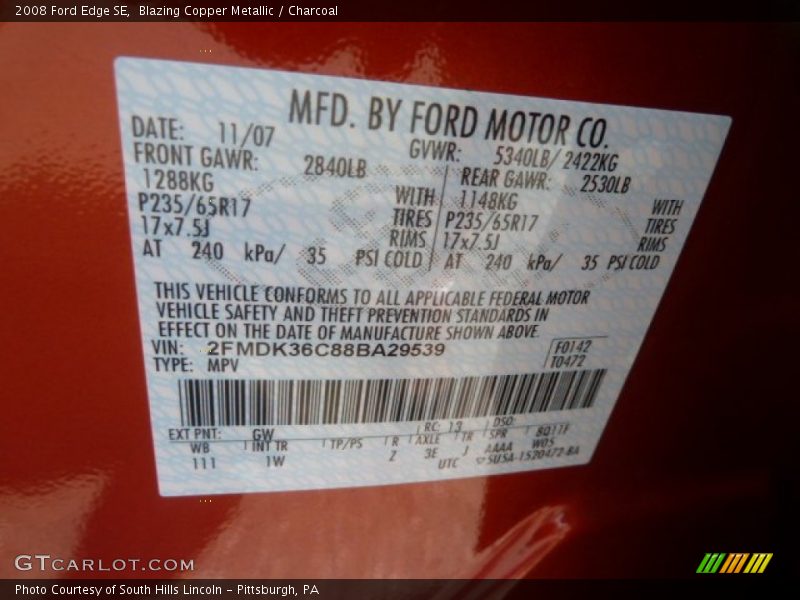 2008 Ford Edge SE, Blazing Copper Metallic / Charcoal
MFD. BY FORD MOTOR CO.
DATE: 11/07 GVWR: 5340LB/ 2422KG
FRONT GAWR: 2840LB REAR GAWR: 2530LB
1288KG WITH 1148KG WITH
P235/65R17 TIRES P235/65R17 TIRES
17x7.5J RIMS 17x7.5J RIMS
AT 240 kPa/ 35 PSI COLD AT 240 kPa/ 35 PSI COLD
THIS VEHICLE CONFORMS TO ALL APPLICABLE FEDERAL MOTOR
VEHICLE SAFETY AND THEFT PREVENTION STANDARDS IN
EFFECT ON THE DATE OF MANUFACTURE SHOWN ABOVE.
VIN: 2FMDK36C88BA29539 F0142
TYPE: MPV T0472
EXT PNT: GW RC: 13 DSO:
WB INT TR TP/PS R AXLE TR SPR
111 1W Z 3E J AAAA W05
UTC
GTCARLOT.COM
Photo Courtesy of South Hills Lincoln - Pittsburgh, PA